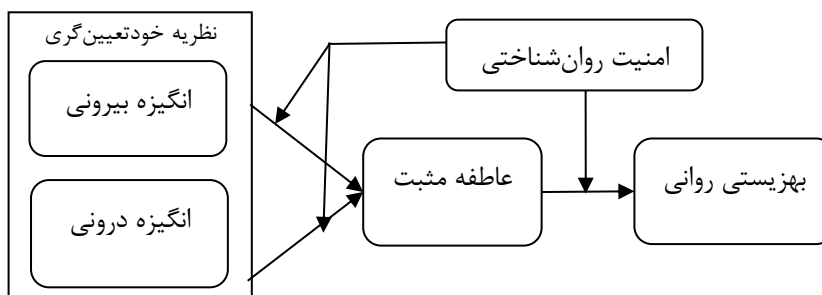 نظریه خودتعیین‌گری
امنیت روان‌شناختی
انگیزه بیرونی
عاطفه مثبت
بهزیستی روانی
انگیزه درونی